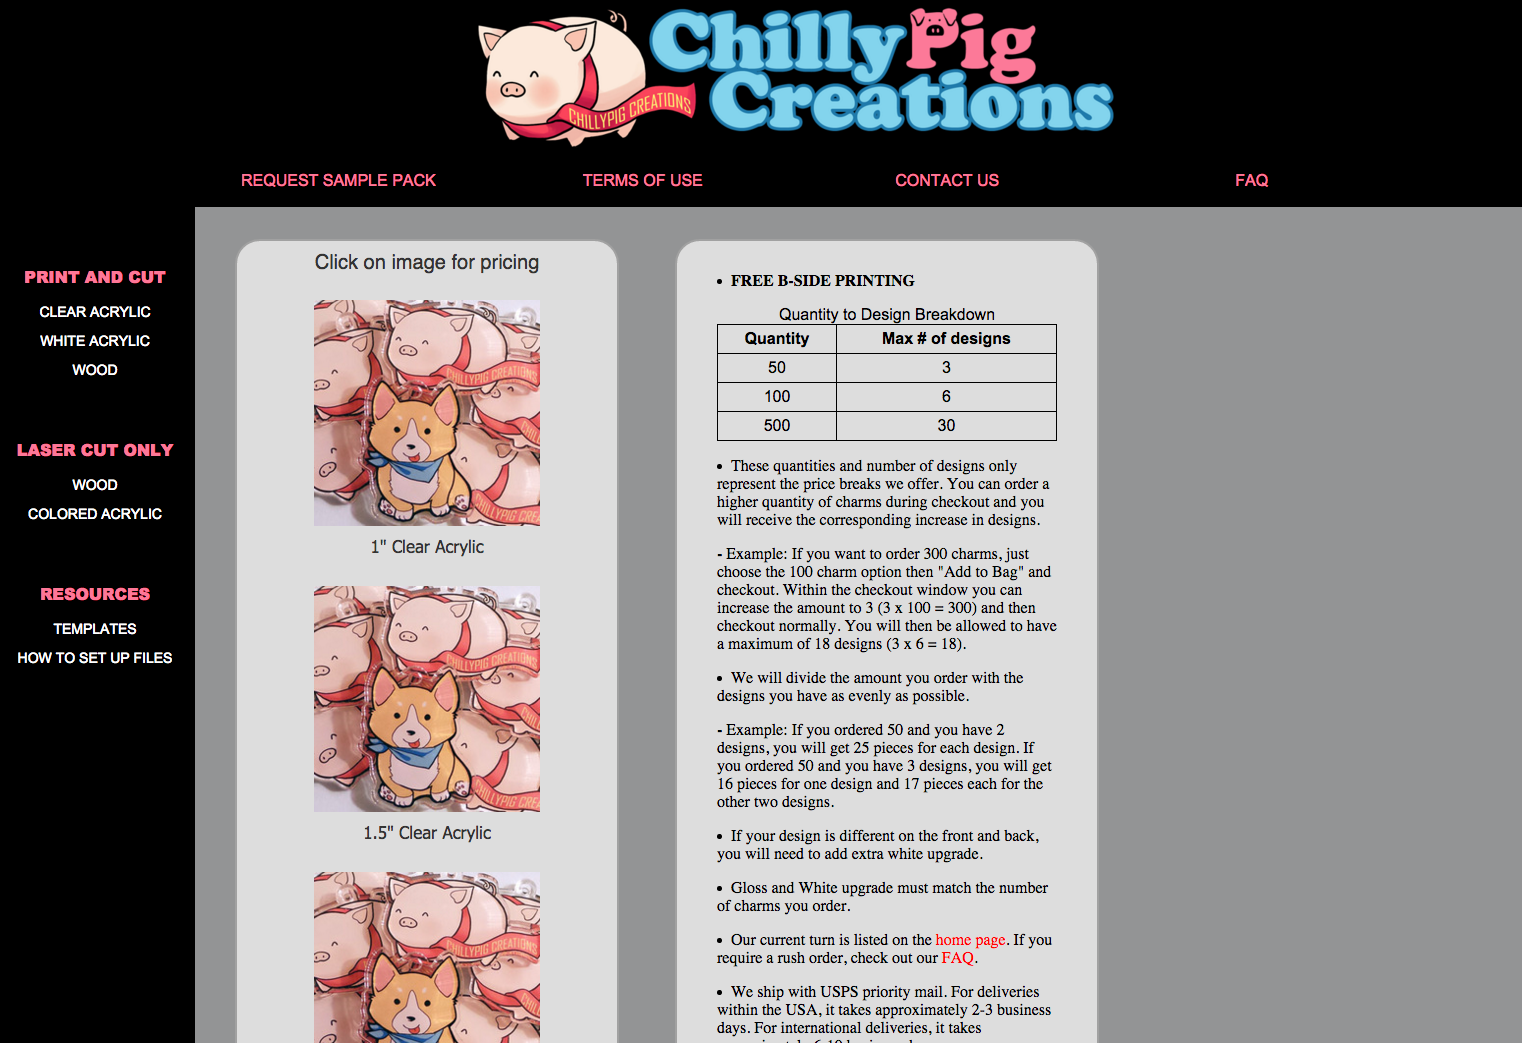 ChillyPig
Creations
CHILLYPIG CREATIONS
REQUEST SAMPLE PACK
TERMS OF USE
CONTACT US
FAQ
PRINT AND CUT
CLEAR ACRYLIC
WHITE ACRYLIC
WOOD
LASER CUT ONLY
WOOD
COLORED ACRYLIC
RESOURCES
TEMPLATES
HOW TO SET UP FILES
Click on image for pricing
CHILLYPIG CREATIONS
CHILLYPIG CRE
1" Clear Acrylic
CHILLYPIG CREATIONS
CHILLYPIG CRE
1.5" Clear Acrylic
CHILLYPIG CREATIONS
• FREE B-SIDE PRINTING
Quantity to Design Breakdown
Quantity Max # of designs
50 3
100 6
500 30
• These quantities and number of designs only
represent the price breaks we offer. You can order a
higher quantity of charms during checkout and you
will receive the corresponding increase in designs.
- Example: If you want to order 300 charms, just
choose the 100 charm option then "Add to Bag" and
checkout. Within the checkout window you can
increase the amount to 3 (3 x 100 = 300) and then
checkout normally. You will then be allowed to have
a maximum of 18 designs (3 x 6 = 18).
• We will divide the amount you order with the
designs you have as evenly as possible.
- Example: If you ordered 50 and you have 2
designs, you will get 25 pieces for each design. If
you ordered 50 and you have 3 designs, you will get
16 pieces for one design and 17 pieces each for the
other two designs.
• If your design is different on the front and back,
you will need to add extra white upgrade.
• Gloss and White upgrade must match the number
of charms you order.
• Our current turn is listed on the home page. If you
require a rush order, check out our FAQ.
• We ship with USPS priority mail. For deliveries
within the USA, it takes approximately 2-3 business
days. For international deliveries, it takes